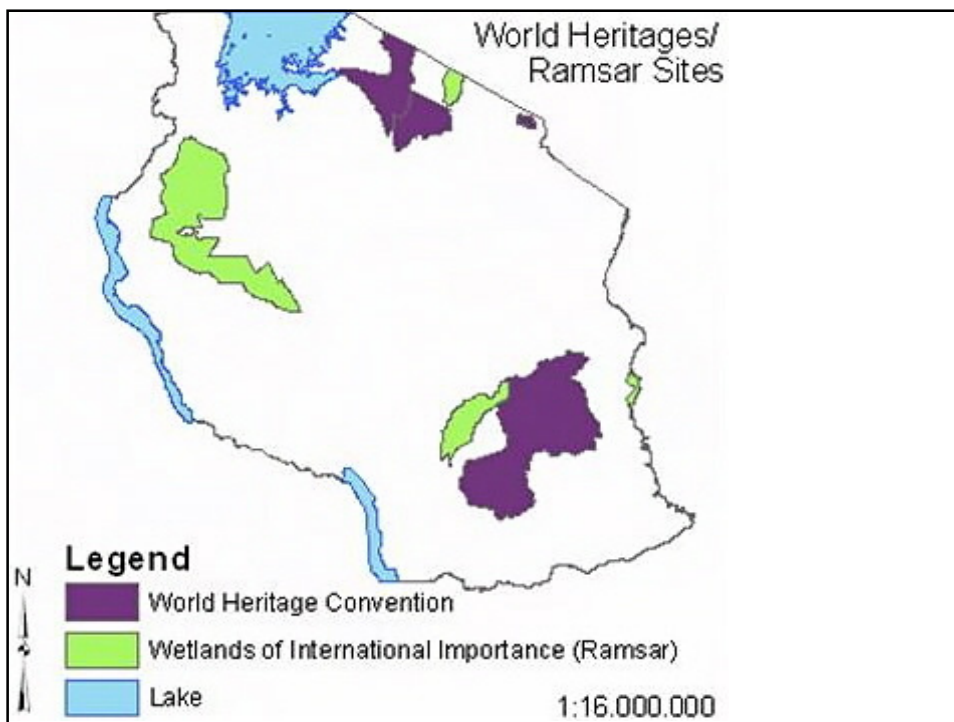 World Heritages/
Ramsar Sites
Legend
N
World Heritage Convention
Wetlands of International Importance (Ramsar)
Lake
1:16.000.000